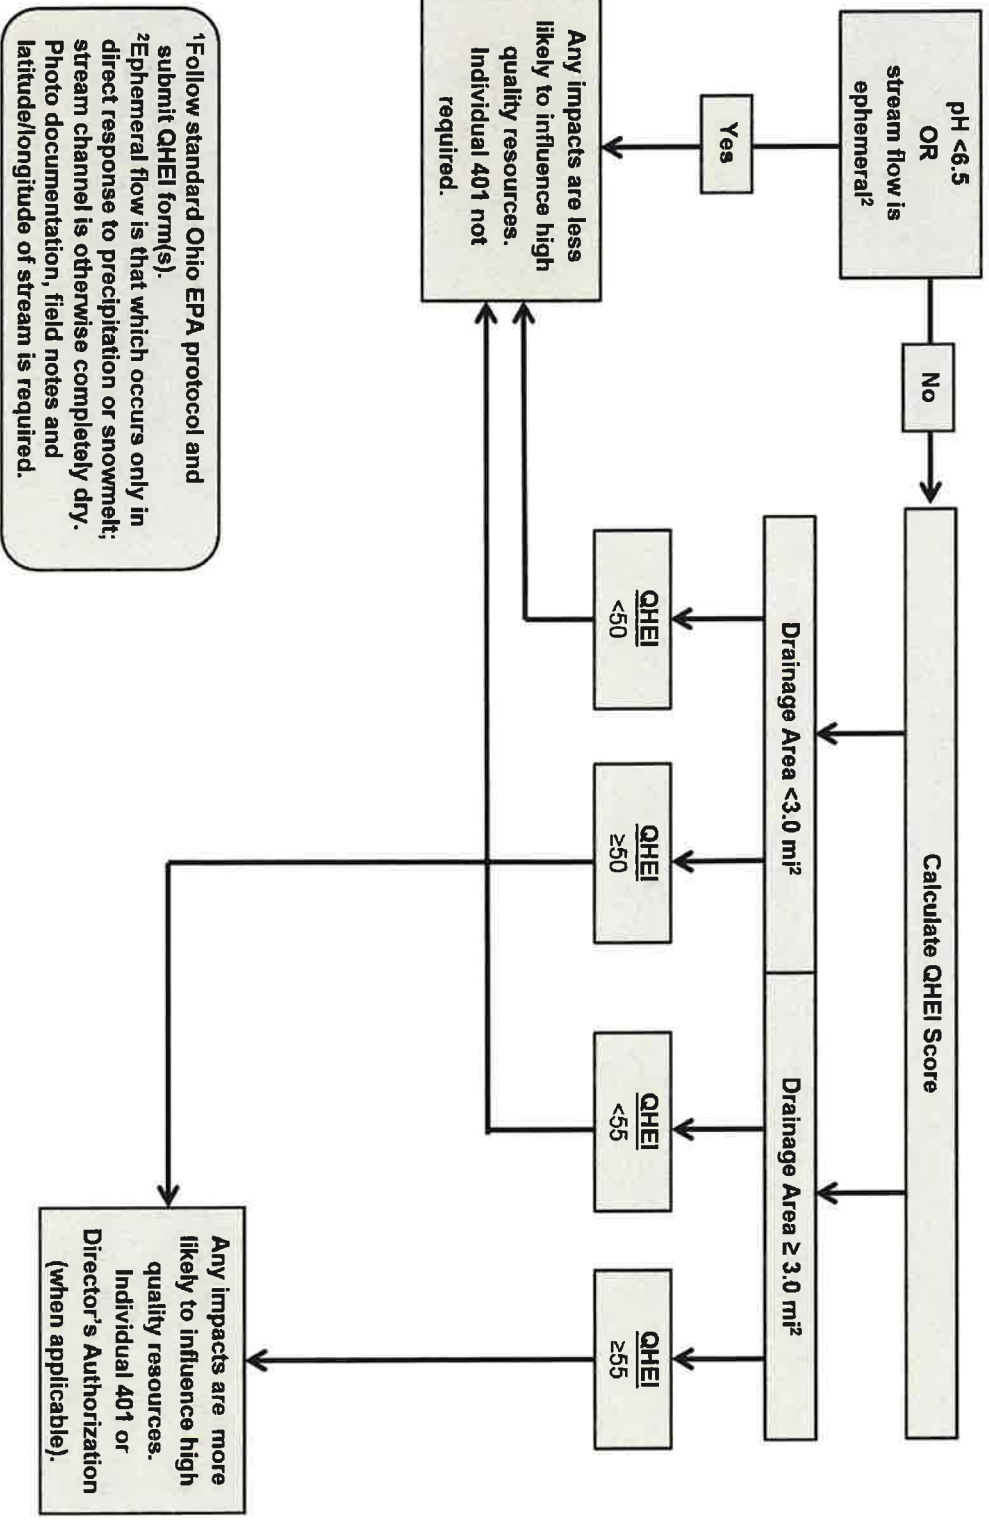 pH <6.5
OR
stream flow is
ephemeral²
No
Calculate QHEI Score
Yes
Drainage Area <3.0 mi²
Drainage Area ≥ 3.0 mi²
QHEI
<50
QHEI
≥50
QHEI
<55
QHEI
≥55
Any impacts are less
likely to influence high
quality resources.
Individual 401 not
required.
Any impacts are more
likely to influence high
quality resources.
Individual 401 or
Director's Authorization
(when applicable).
¹Follow standard Ohio EPA protocol and
submit QHEI form(s).
²Ephemeral flow is that which occurs only in
direct response to precipitation or snowmelt;
stream channel is otherwise completely dry.
Photo documentation, field notes and
latitude/longitude of stream is required.